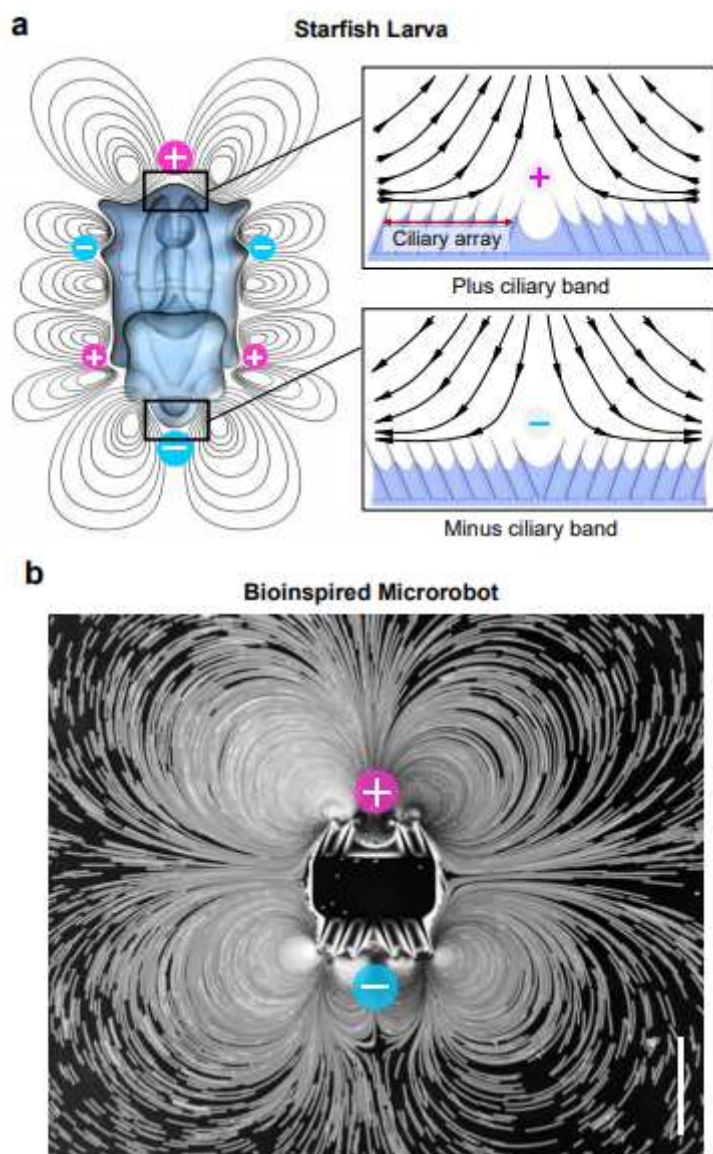 a
Starfish Larva
+
+
− −
Ciliary array
Plus ciliary band
+ +
−
−
Minus ciliary band
b
Bioinspired Microrobot
+
−